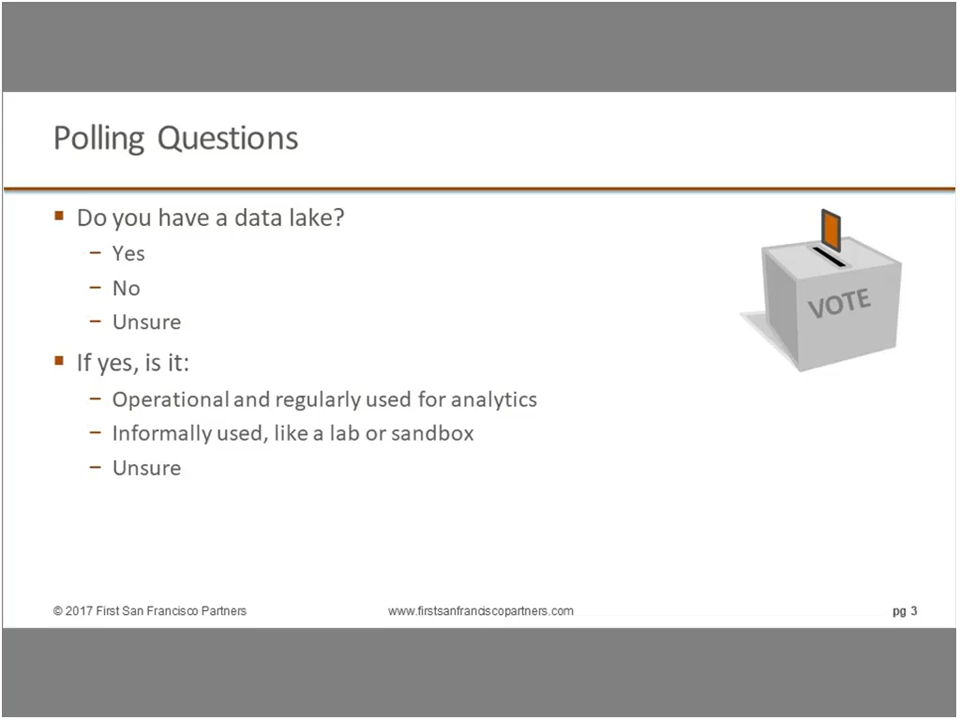 Polling Questions
▪ Do you have a data lake?
– Yes
– No
– Unsure
▪ If yes, is it:
– Operational and regularly used for analytics
– Informally used, like a lab or sandbox
– Unsure
VOTE
© 2017 First San Francisco Partners www.firstsanfranciscopartners.com pg 3